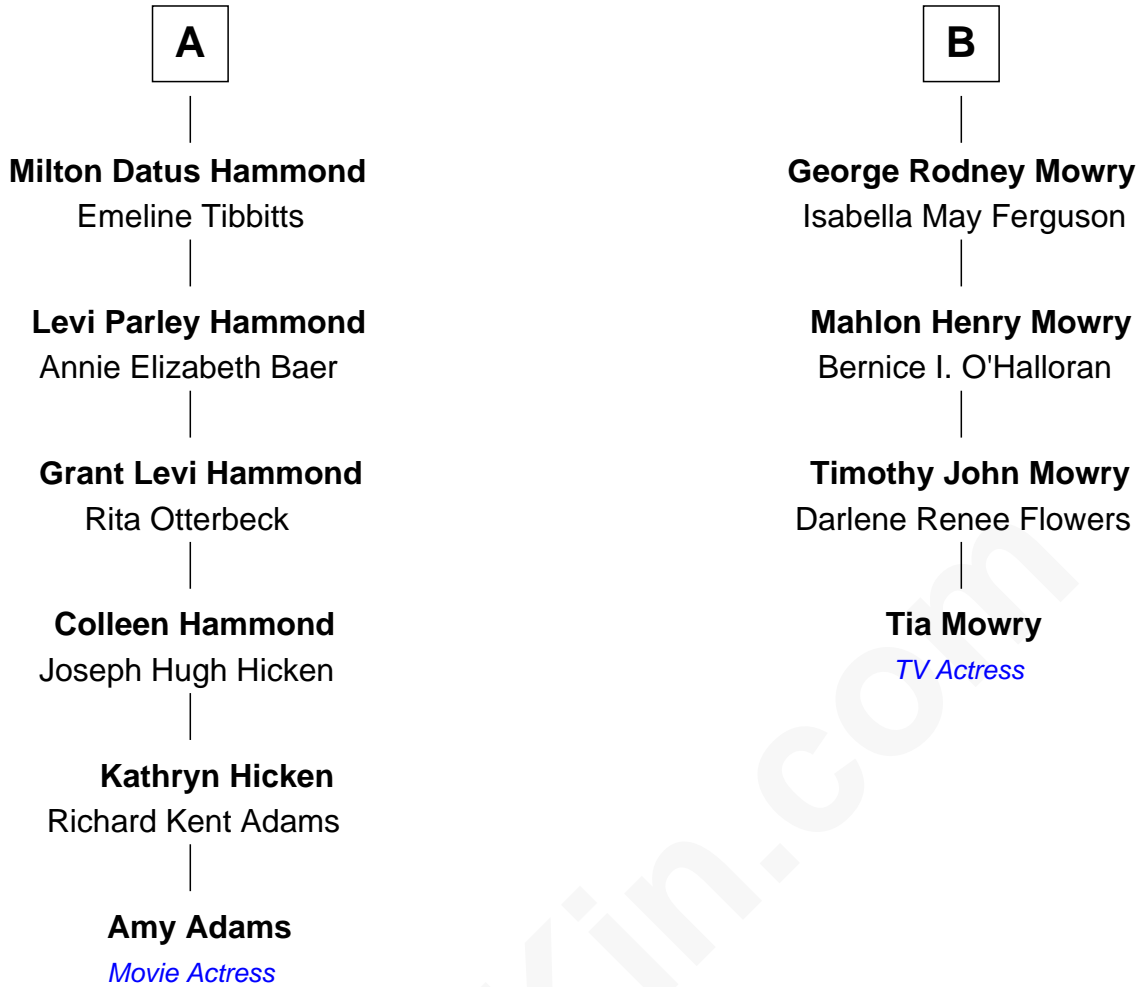 A
Milton Datus Hammond
Emeline Tibbitts
Levi Parley Hammond
Annie Elizabeth Baer
Grant Levi Hammond
Rita Otterbeck
Colleen Hammond
Joseph Hugh Hicken
Kathryn Hicken
Richard Kent Adams
Amy Adams
Movie Actress
B
George Rodney Mowry
Isabella May Ferguson
Mahlon Henry Mowry
Bernice I. O'Halloran
Timothy John Mowry
Darlene Renee Flowers
Tia Mowry
TV Actress
Kin.com